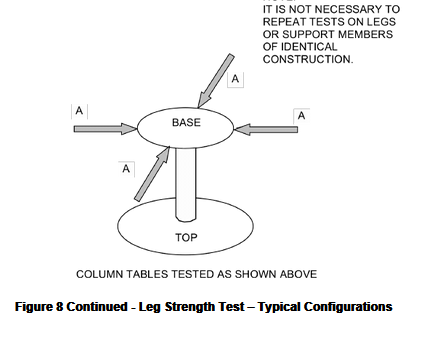 IT IS NOT NECESSARY TO
REPEAT TESTS ON LEGS
OR SUPPORT MEMBERS
OF IDENTICAL
CONSTRUCTION.
A
A
BASE
A
A
TOP
COLUMN TABLES TESTED AS SHOWN ABOVE
Figure 8 Continued - Leg Strength Test – Typical Configurations